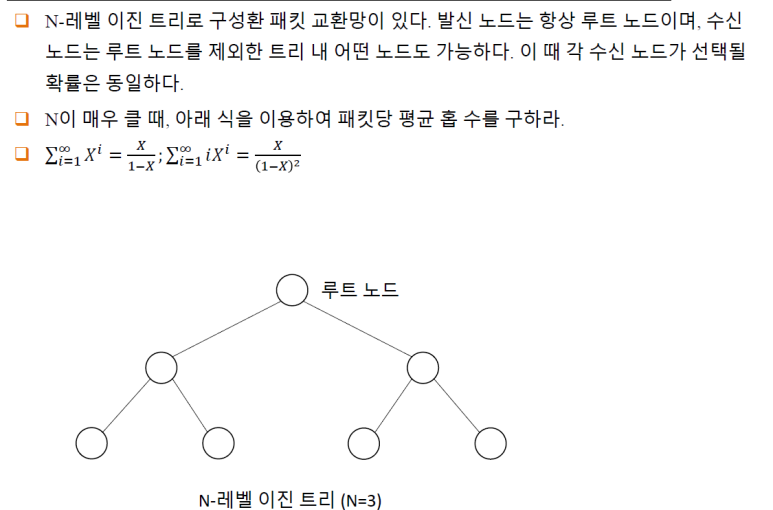 ❑ N-레벨 이진 트리로 구성환 패킷 교환망이 있다. 발신 노드는 항상 루트 노드이며, 수신
노드는 루트 노드를 제외한 트리 내 어떤 노드도 가능하다. 이 때 각 수신 노드가 선택될
확률은 동일하다.
❑ N이 매우 클 때, 아래 식을 이용하여 패킷당 평균 홉 수를 구하라.
❑ ∑_{i=1}^{∞} X^i = X/(1−X) ; ∑_{i=1}^{∞} iX^i = X/(1−X)^2
루트 노드
N-레벨 이진 트리 (N=3)